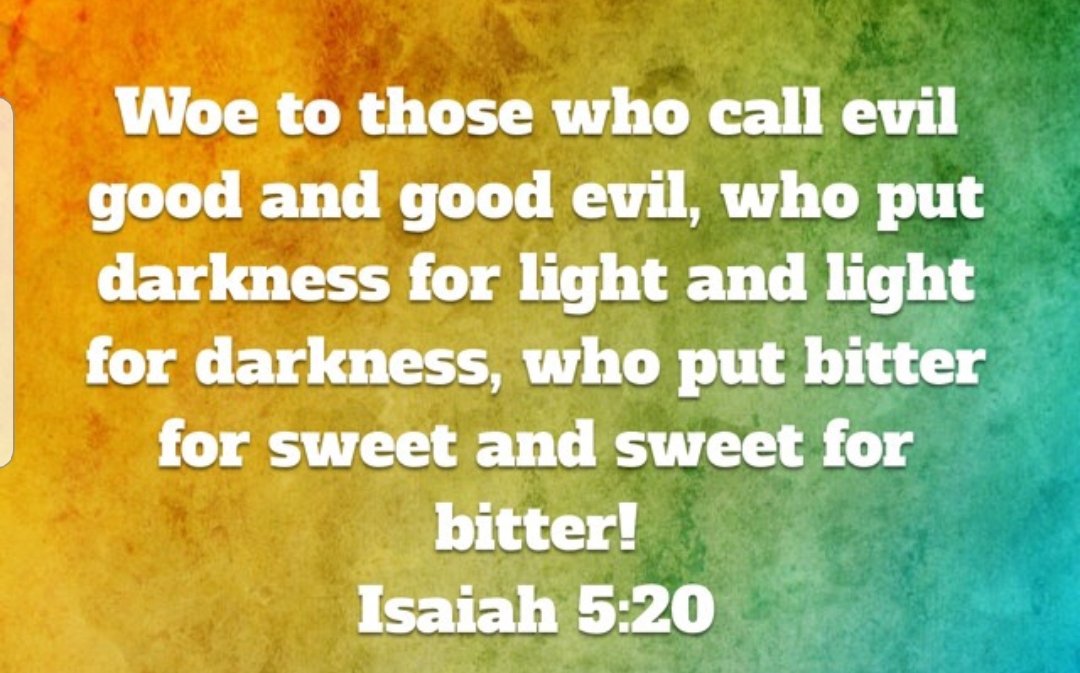 Woe to those who call evil
good and good evil, who put
darkness for light and light
for darkness, who put bitter
for sweet and sweet for
bitter!
Isaiah 5:20